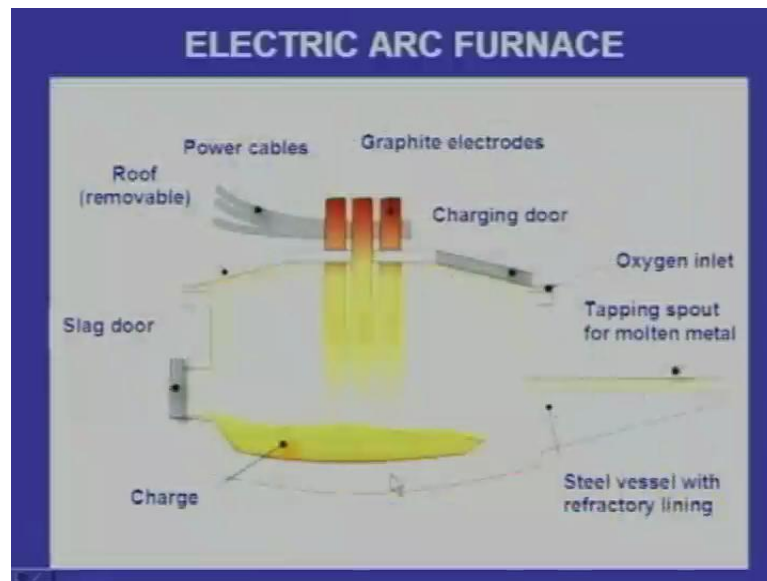 ELECTRIC ARC FURNACE
Power cables
Graphite electrodes
Roof
(removable)
Charging door
Oxygen inlet
Slag door
Tapping spout
for molten metal
Charge
Steel vessel with
refractory lining